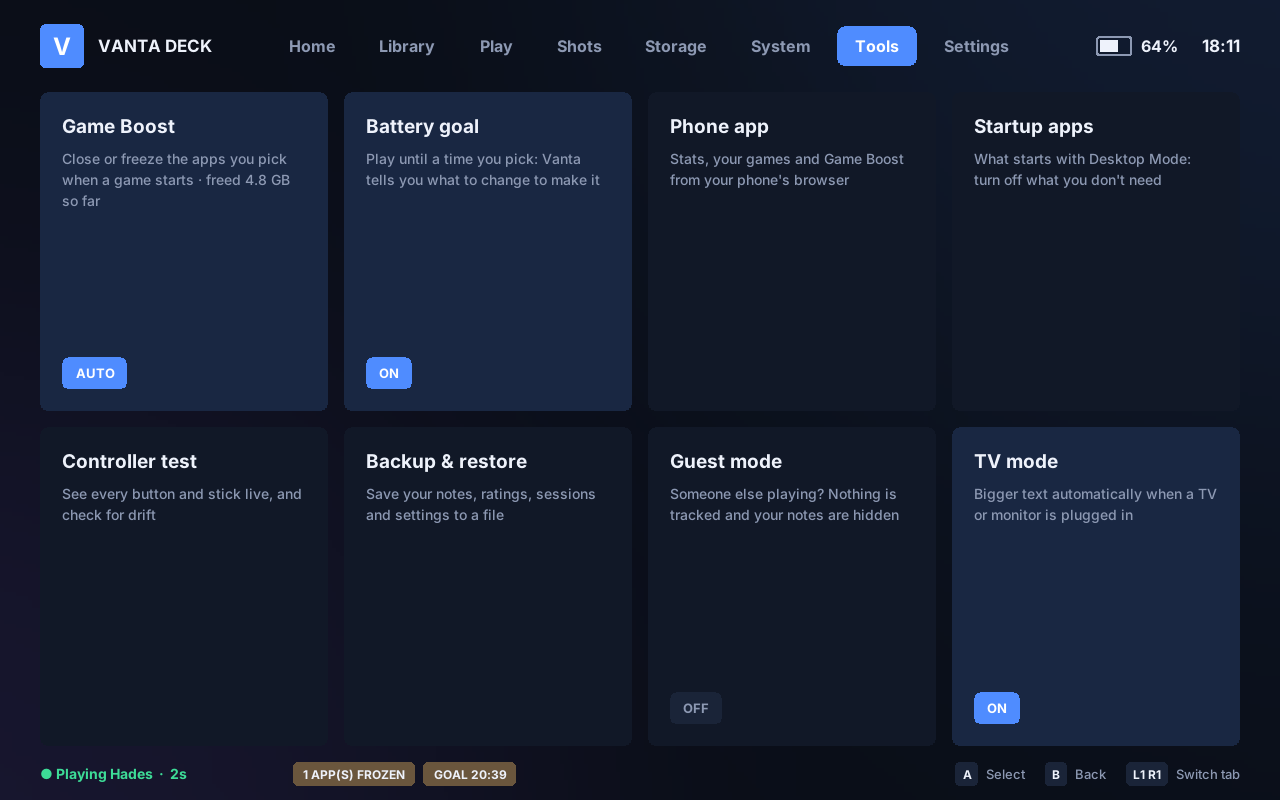 V VANTA DECK Home Library Play Shots Storage System Tools Settings 64% 18:11
Game Boost
Close or freeze the apps you pick
when a game starts · freed 4.8 GB
so far
AUTO
Battery goal
Play until a time you pick: Vanta
tells you what to change to make it
ON
Phone app
Stats, your games and Game Boost
from your phone's browser
Startup apps
What starts with Desktop Mode:
turn off what you don't need
Controller test
See every button and stick live, and
check for drift
Backup & restore
Save your notes, ratings, sessions
and settings to a file
Guest mode
Someone else playing? Nothing is
tracked and your notes are hidden
OFF
TV mode
Bigger text automatically when a TV
or monitor is plugged in
ON
Playing Hades · 2s 1 APP(S) FROZEN GOAL 20:39 A Select B Back L1 R1 Switch tab